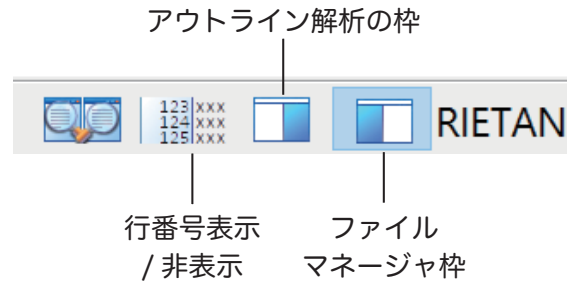 アウトライン解析の枠
123 xxx
124 xxx
125 xxx
RIETAN
行番号表示
/ 非表示
ファイル
マネージャ枠